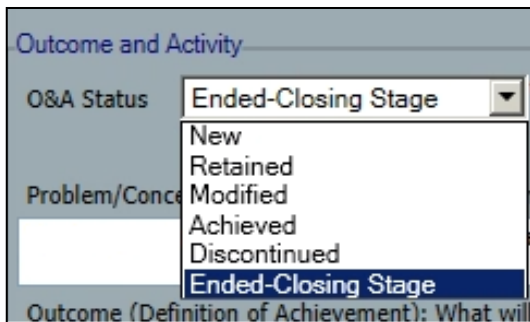 Outcome and Activity
O&A Status Ended-Closing Stage
New
Retained
Problem/Conce Modified
Achieved
Discontinued
Ended-Closing Stage
Outcome (Definition of Achievement): What will